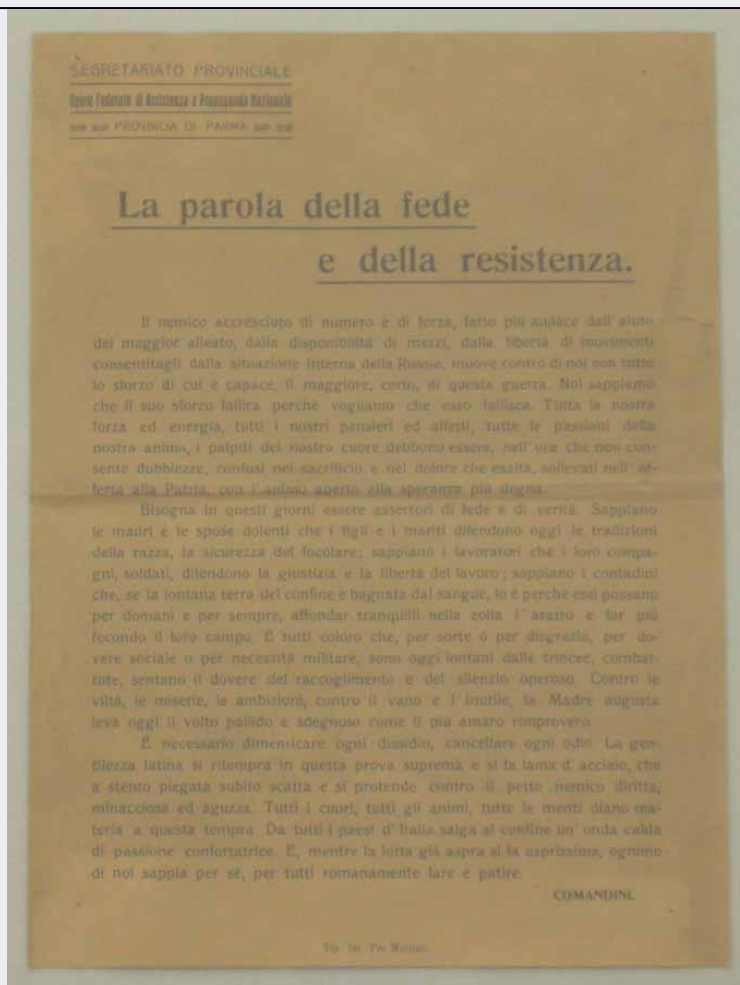 SEGRETARIATO PROVINCIALE
Opere Federate di Assistenza e Propaganda Nazionale
PROVINCIA DI PARMA
La parola della fede
e della resistenza.
Il nemico accresciuto di numero e di forza, fatto più audace dall'aiuto
del maggior alleato, dalla disponibilità di mezzi, dalla libertà di movimenti
consentitagli dalla situazione interna della Russia, muove contro di noi con tutto
lo sforzo di cui è capace, il maggiore, certo, di questa guerra. Noi sappiamo
che il suo sforzo fallirà perchè vogliamo che esso fallisca. Tutta la nostra
forza ed energia, tutti i nostri pensieri ed affetti, tutte le passioni della
nostra anima, i palpiti del nostro cuore debbono essere, nell'ora che non con-
sente dubbiezze, confusi nel sacrificio e nel dolore che esalta, sollevati nell'of-
ferta alla Patria, con l'animo aperto alla speranza più degna.
Bisogna in questi giorni essere assertori di fede e di verità. Sappiano
le madri e le spose dolenti che i figli e i mariti difendono oggi le tradizioni
della razza, la sicurezza del focolare; sappiano i lavoratori che i loro compa-
gni, soldati, difendono la giustizia e la libertà del lavoro; sappiano i contadini
che, se la lontana terra del confine è bagnata dal sangue, lo è perchè essi possano
per domani e per sempre, affondar tranquilli nella zolla l'aratro e far più
fecondo il loro campo. E tutti coloro che, per sorte o per disgrazia, per do-
vere sociale o per necessità militare, sono oggi lontani dalle trincee, combat-
tute, sentano il dovere del raccoglimento e del silenzio operoso. Contro le
viltà, le miserie, le ambizioni, contro il vano e l'inutile, la Madre augusta
leva oggi il volto pallido e sdegnoso come il più amaro rimprovero.
È necessario dimenticare ogni dissidio, cancellare ogni odio. La gen-
tilezza latina si ritempra in questa prova suprema e si fa lama d'acciaio, che
a stento piegata subito scatta e si protende contro il petto nemico diritta,
minacciosa ed aguzza. Tutti i cuori, tutti gli animi, tutte le menti diano ma-
teria a questa tempra. Da tutti i paesi d'Italia salga al confine un'onda calda
di passione confortatrice. E, mentre la lotta già aspra si fa asprissima, ognuno
di noi sappia per sé, per tutti romanamente fare e patire.
COMANDINI.
Tip.